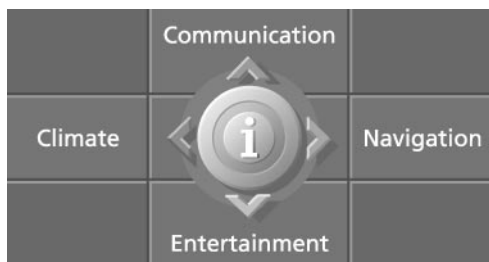 Communication
Climate
i
Navigation
Entertainment